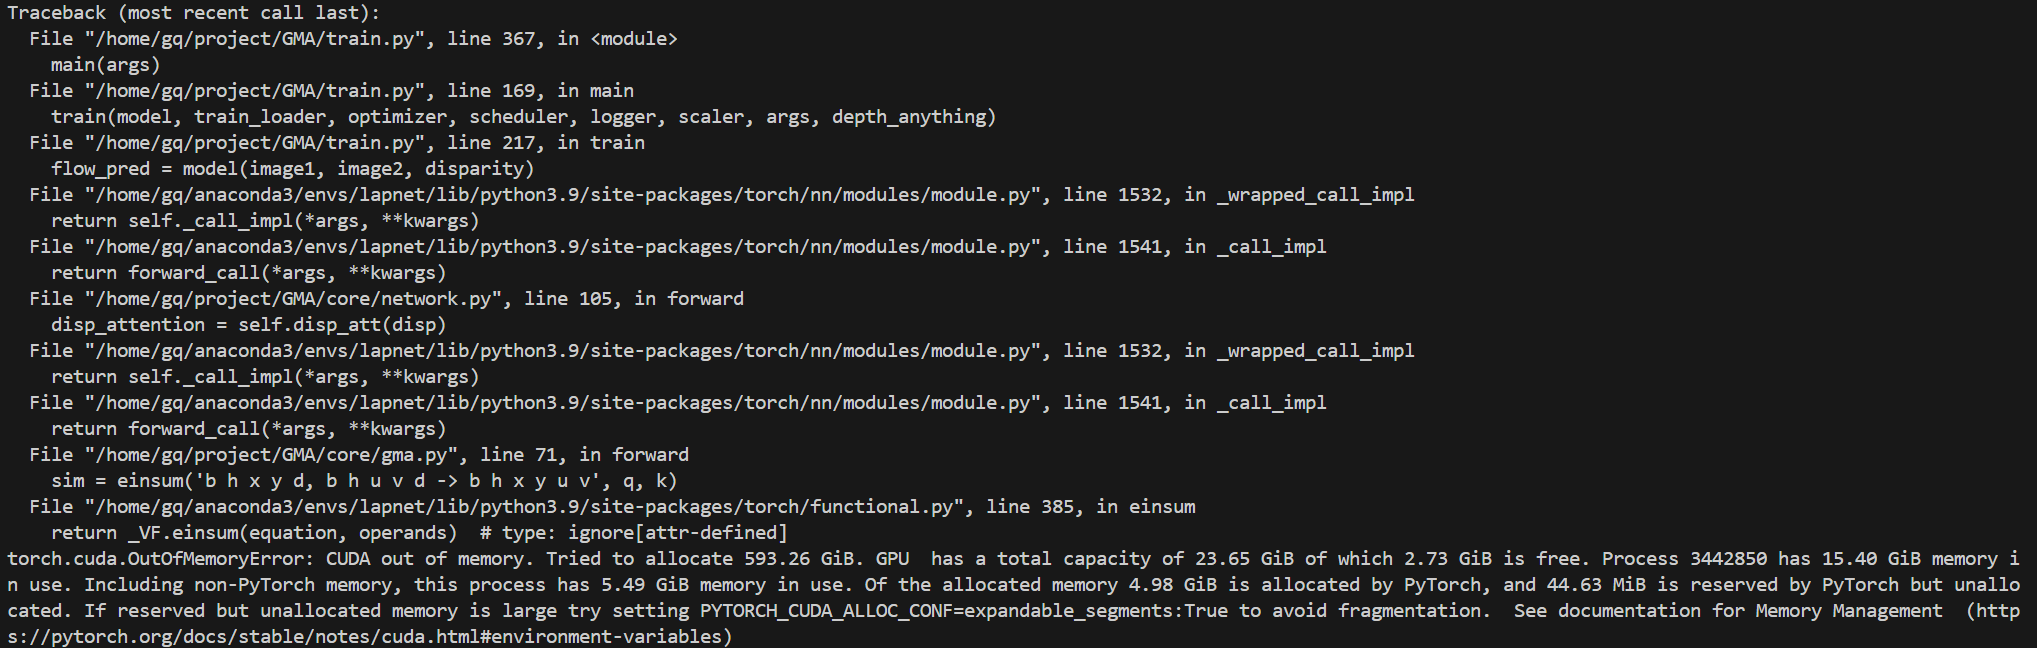 Traceback (most recent call last):
  File "/home/gq/project/GMA/train.py", line 367, in <module>
    main(args)
  File "/home/gq/project/GMA/train.py", line 169, in main
    train(model, train_loader, optimizer, scheduler, logger, scaler, args, depth_anything)
  File "/home/gq/project/GMA/train.py", line 217, in train
    flow_pred = model(image1, image2, disparity)
  File "/home/gq/anaconda3/envs/lapnet/lib/python3.9/site-packages/torch/nn/modules/module.py", line 1532, in _wrapped_call_impl
    return self._call_impl(*args, **kwargs)
  File "/home/gq/anaconda3/envs/lapnet/lib/python3.9/site-packages/torch/nn/modules/module.py", line 1541, in _call_impl
    return forward_call(*args, **kwargs)
  File "/home/gq/project/GMA/core/network.py", line 105, in forward
    disp_attention = self.disp_att(disp)
  File "/home/gq/anaconda3/envs/lapnet/lib/python3.9/site-packages/torch/nn/modules/module.py", line 1532, in _wrapped_call_impl
    return self._call_impl(*args, **kwargs)
  File "/home/gq/anaconda3/envs/lapnet/lib/python3.9/site-packages/torch/nn/modules/module.py", line 1541, in _call_impl
    return forward_call(*args, **kwargs)
  File "/home/gq/project/GMA/core/gma.py", line 71, in forward
    sim = einsum('b h x y d, b h u v d -> b h x y u v', q, k)
  File "/home/gq/anaconda3/envs/lapnet/lib/python3.9/site-packages/torch/functional.py", line 385, in einsum
    return _VF.einsum(equation, operands)  # type: ignore[attr-defined]
torch.cuda.OutOfMemoryError: CUDA out of memory. Tried to allocate 593.26 GiB. GPU  has a total capacity of 23.65 GiB of which 2.73 GiB is free. Process 3442850 has 15.40 GiB memory i
n use. Including non-PyTorch memory, this process has 5.49 GiB memory in use. Of the allocated memory 4.98 GiB is allocated by PyTorch, and 44.63 MiB is reserved by PyTorch but unallo
cated. If reserved but unallocated memory is large try setting PYTORCH_CUDA_ALLOC_CONF=expandable_segments:True to avoid fragmentation.  See documentation for Memory Management  (http
s://pytorch.org/docs/stable/notes/cuda.html#environment-variables)